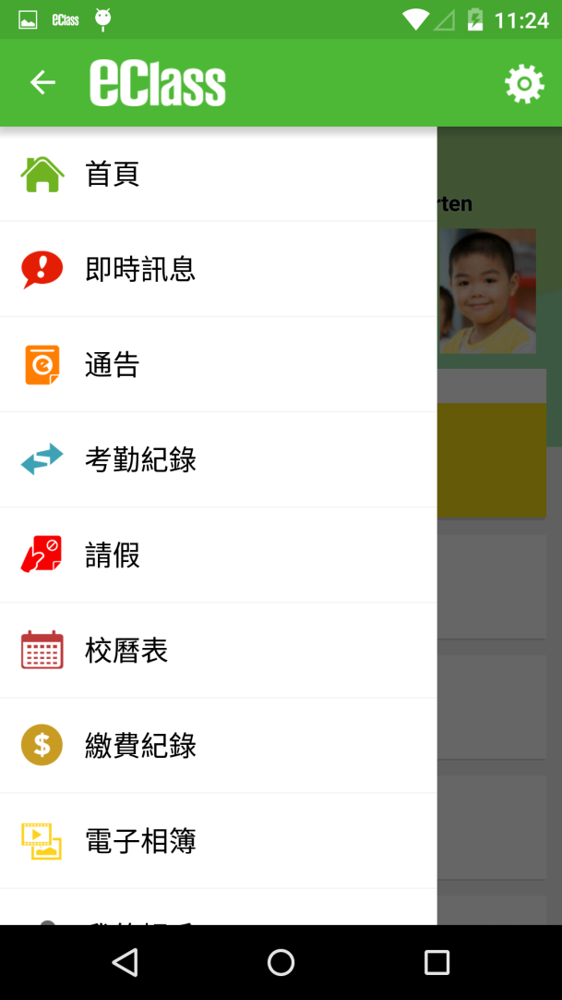 eClass 11:24
eClass
首頁
rten
即時訊息
通告
考勤紀錄
請假
校曆表
繳費紀錄
電子相簿